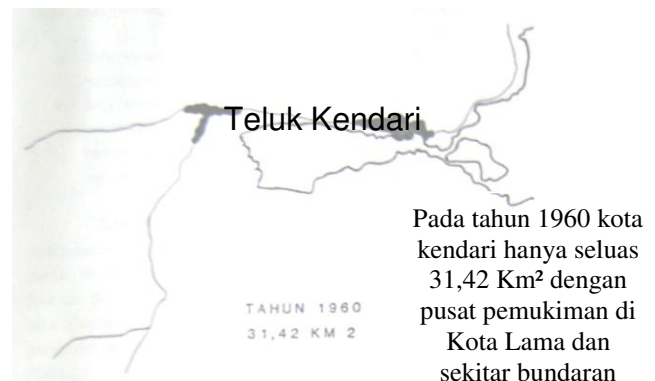 Teluk Kendari
Pada tahun 1960 kota
kendari hanya seluas
31,42 Km² dengan
pusat pemukiman di
Kota Lama dan
sekitar bundaran
TAHUN 1960
31,42 KM 2